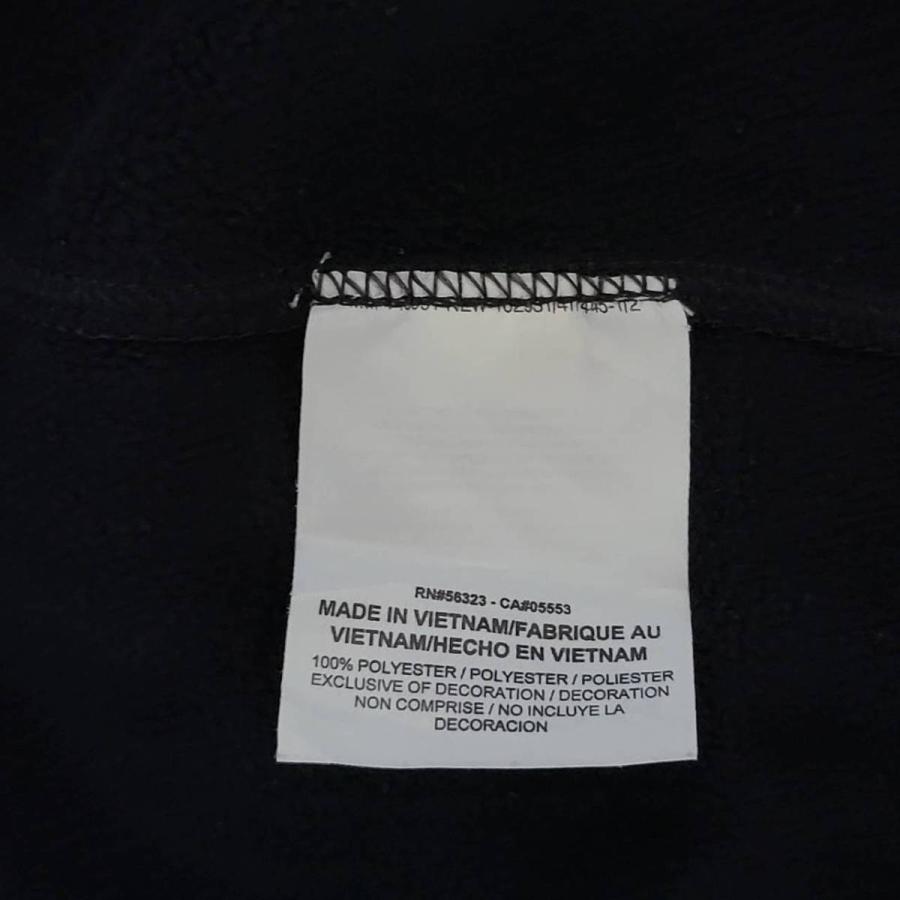 RN#56323 - CA#05553
MADE IN VIETNAM/FABRIQUE AU
VIETNAM/HECHO EN VIETNAM
100% POLYESTER / POLYESTER / POLIESTER
EXCLUSIVE OF DECORATION / DECORATION
NON COMPRISE / NO INCLUYE LA
DECORACION